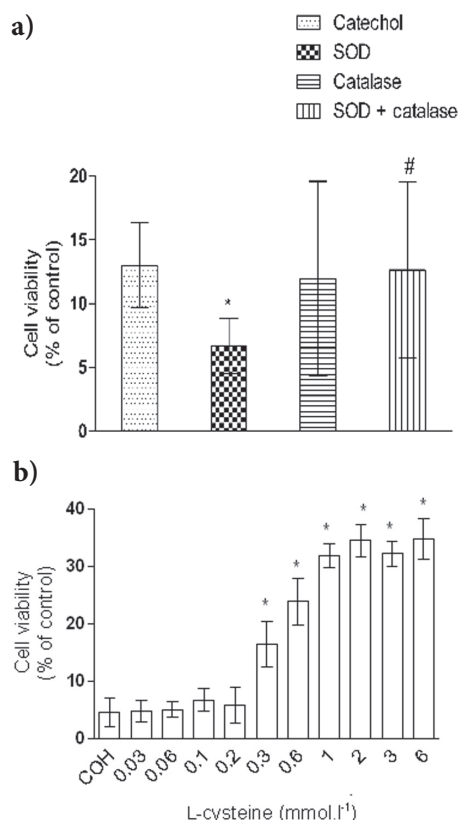 a)
Catechol
SOD
Catalase
SOD + catalase
Cell viability
(% of control)
20
15
10
5
0
*
#
b)
Cell viability
(% of control)
40
30
20
10
0
* * * * * *
COH 0.03 0.06 0.1 0.2 0.3 0.6 1 2 3 6
L-cysteine (mmol.l-1)